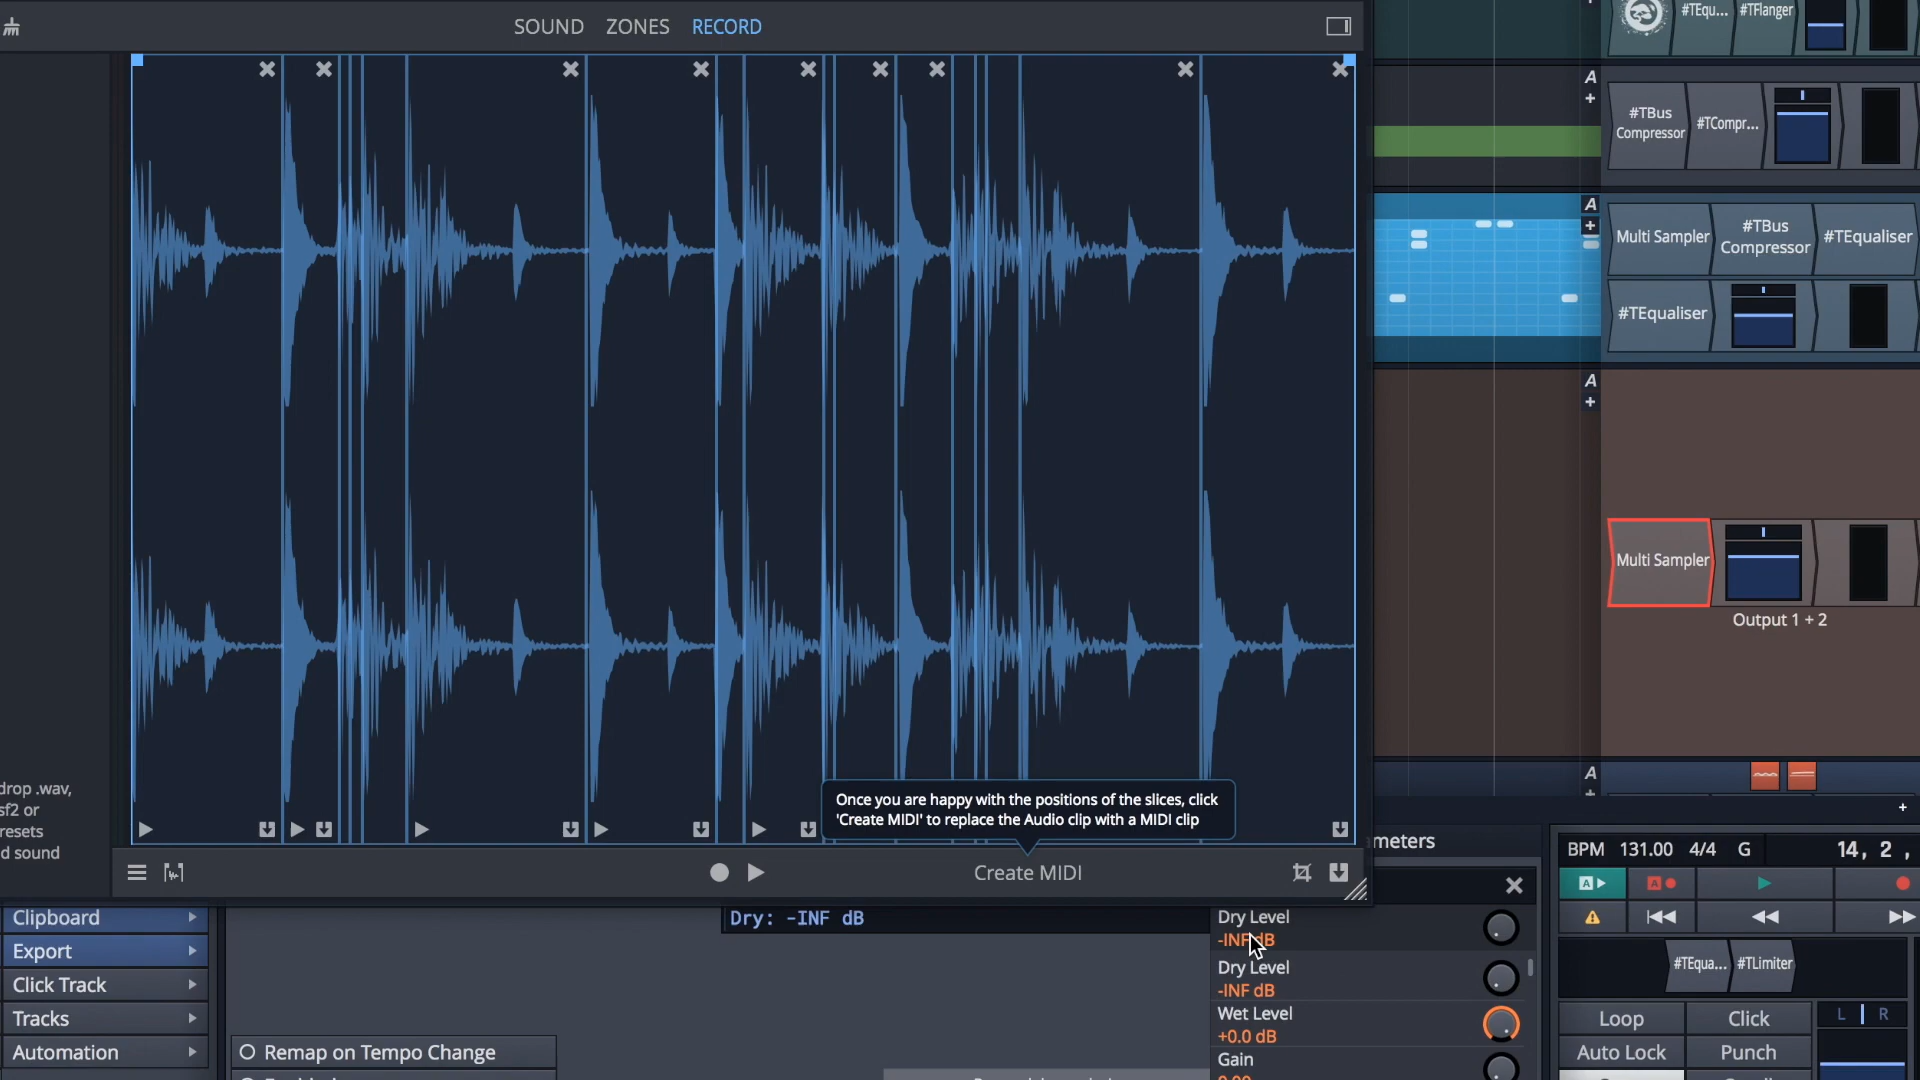 SOUND ZONES RECORD
#TEqu... #TFlanger
A
#TBus
Compressor
#TCompr...
A
Multi Sampler
#TBus
Compressor
#TEqualiser
#TEqualiser
A
Multi Sampler
Output 1 + 2
drop .wav,
sf2 or
resets
d sound
Once you are happy with the positions of the slices, click
'Create MIDI' to replace the Audio clip with a MIDI clip
A
Create MIDI
meters
BPM 131.00 4/4 G 14, 2 ,
A A
Clipboard
Export
Click Track
Tracks
Automation
Dry: -INF dB
Remap on Tempo Change
Dry Level
-INF dB
Dry Level
-INF dB
Wet Level
+0.0 dB
Gain
#TEqua... #TLimiter
Loop Click
L R
Auto Lock Punch